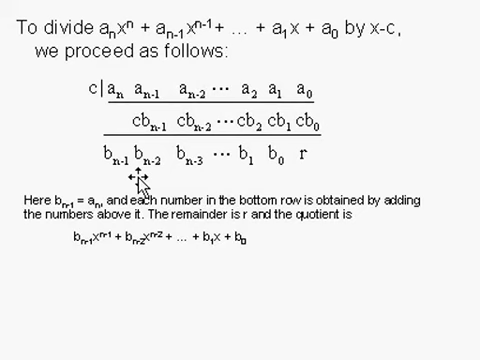 To divide aₙxⁿ + aₙ₋₁xⁿ⁻¹ + ... + a₁x + a₀ by x-c,
we proceed as follows:
c| aₙ aₙ₋₁ aₙ₋₂ ··· a₂ a₁ a₀
cbₙ₋₁ cbₙ₋₂ ··· cb₂ cb₁ cb₀
bₙ₋₁ bₙ₋₂ bₙ₋₃ ··· b₁ b₀ r
Here bₙ₋₁ = aₙ, and each number in the bottom row is obtained by adding
the numbers above it. The remainder is r and the quotient is
bₙ₋₁xⁿ⁻¹ + bₙ₋₂xⁿ⁻² + ... + b₁x + b₀